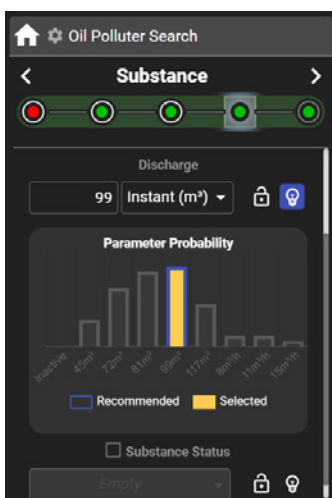 Oil Polluter Search
Substance
Discharge
99 Instant (m³)
Parameter Probability
Inactive 45m³ 72m³ 81m³ 99m³ 117m³ 8m³/h 11m³/h 15m³/h
Recommended Selected
Substance Status
Empty